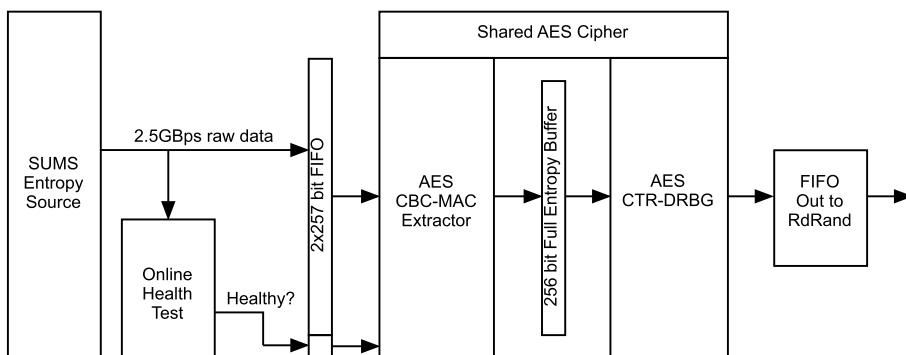 Shared AES Cipher
2.5GBps raw data
SUMS
Entropy
Source
2x257 bit FIFO
AES
CBC-MAC
Extractor
256 bit Full Entropy Buffer
AES
CTR-DRBG
FIFO
Out to
RdRand
Online
Health
Test
Healthy?